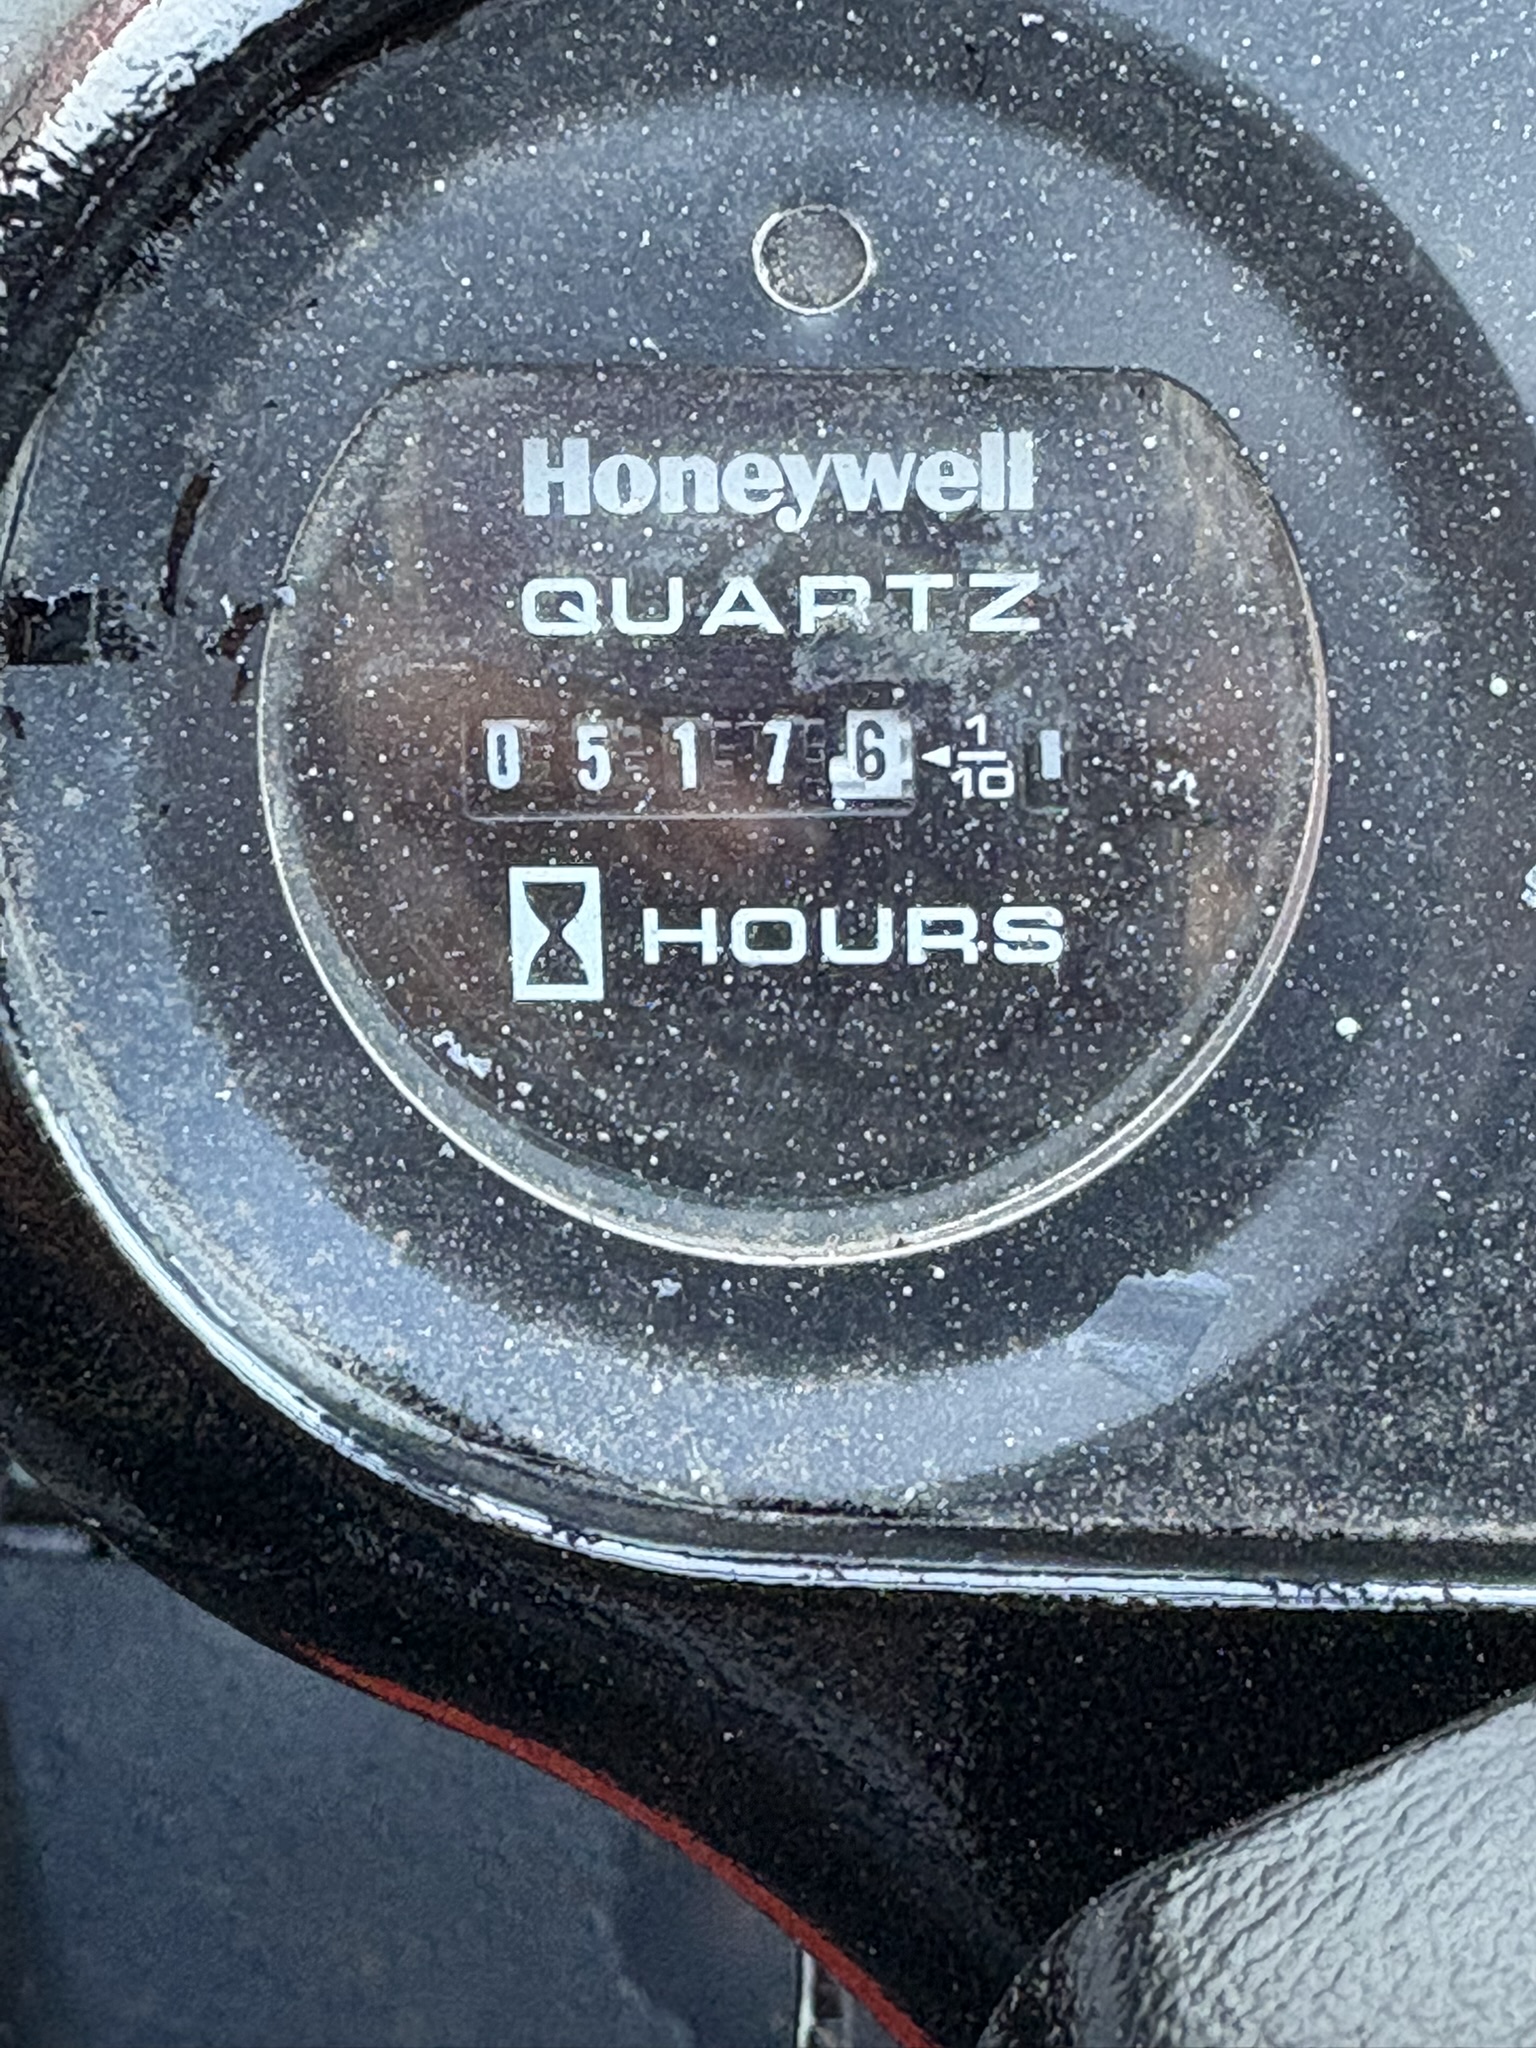 Honeywell
QUARTZ
0 5 1 7 6 ◄ 1/10
HOURS